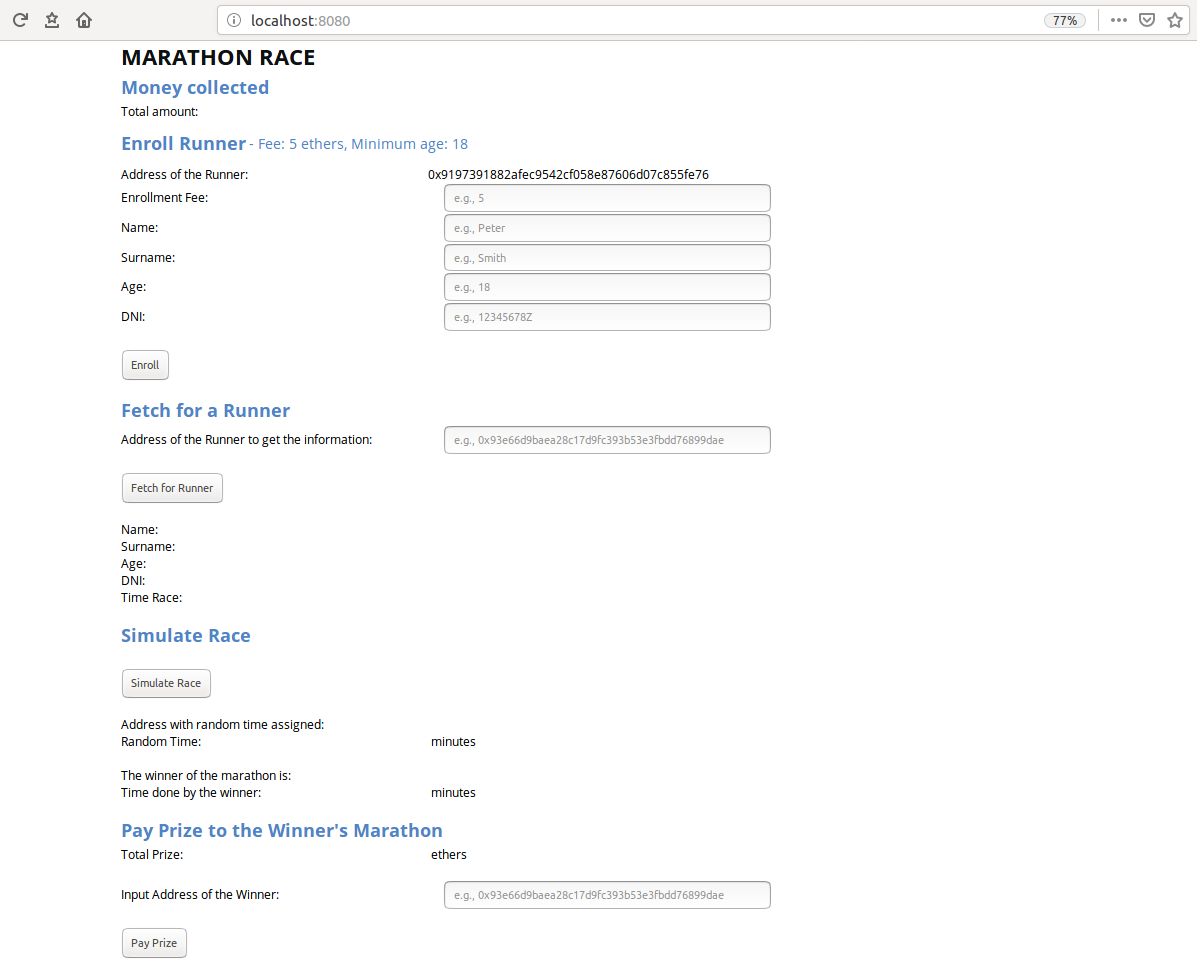 localhost:8080 77%
MARATHON RACE
Money collected
Total amount:
Enroll Runner - Fee: 5 ethers, Minimum age: 18
Address of the Runner: 0x9197391882afec9542cf058e87606d07c855fe76
Enrollment Fee: e.g., 5
Name: e.g., Peter
Surname: e.g., Smith
Age: e.g., 18
DNI: e.g., 12345678Z
Enroll
Fetch for a Runner
Address of the Runner to get the information: e.g., 0x93e66d9baea28c17d9fc393b53e3fbdd76899dae
Fetch for Runner
Name:
Surname:
Age:
DNI:
Time Race:
Simulate Race
Simulate Race
Address with random time assigned:
Random Time: minutes
The winner of the marathon is:
Time done by the winner: minutes
Pay Prize to the Winner's Marathon
Total Prize: ethers
Input Address of the Winner: e.g., 0x93e66d9baea28c17d9fc393b53e3fbdd76899dae
Pay Prize